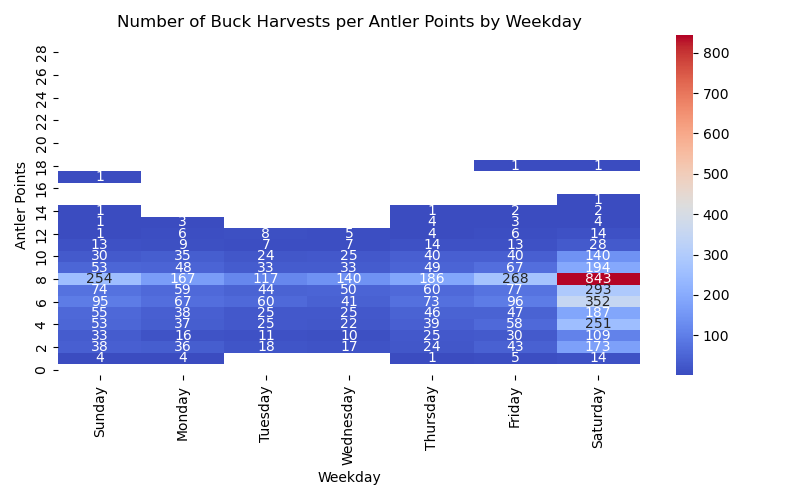 Number of Buck Harvests per Antler Points by Weekday
Antler Points
28
26
24
22
20
18 1 1
1
16
1
14 1 1 2 2
1 3 4 3 4
12 1 6 8 5 4 6 14
13 9 7 7 14 13 28
10 30 35 24 25 40 40 140
53 48 33 33 49 67 194
8 254 167 117 140 186 268 843
74 59 44 50 60 77 293
6 95 67 60 41 73 96 352
55 38 25 25 46 47 187
4 53 37 25 22 39 58 251
33 16 11 10 25 30 109
2 38 36 18 17 24 43 173
4 4 1 5 14
0
Sunday Monday Tuesday Wednesday Thursday Friday Saturday
Weekday
800
700
600
500
400
300
200
100